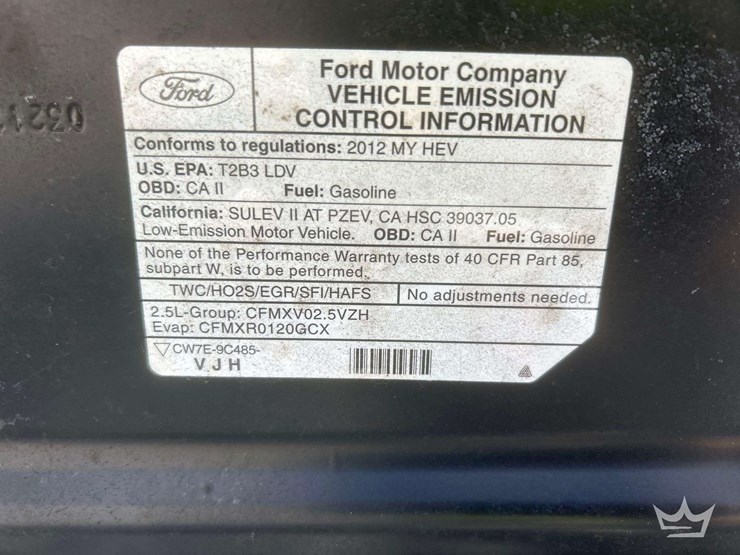 Ford
Ford Motor Company
VEHICLE EMISSION
CONTROL INFORMATION
Conforms to regulations: 2012 MY HEV
U.S. EPA: T2B3 LDV
OBD: CA II Fuel: Gasoline
California: SULEV II AT PZEV, CA HSC 39037.05
Low-Emission Motor Vehicle. OBD: CA II Fuel: Gasoline
None of the Performance Warranty tests of 40 CFR Part 85,
subpart W, is to be performed.
TWC/HO2S/EGR/SFI/HAFS No adjustments needed.
2.5L-Group: CFMXV02.5VZH
Evap: CFMXR0120GCX
CW7E-9C485-
V J H